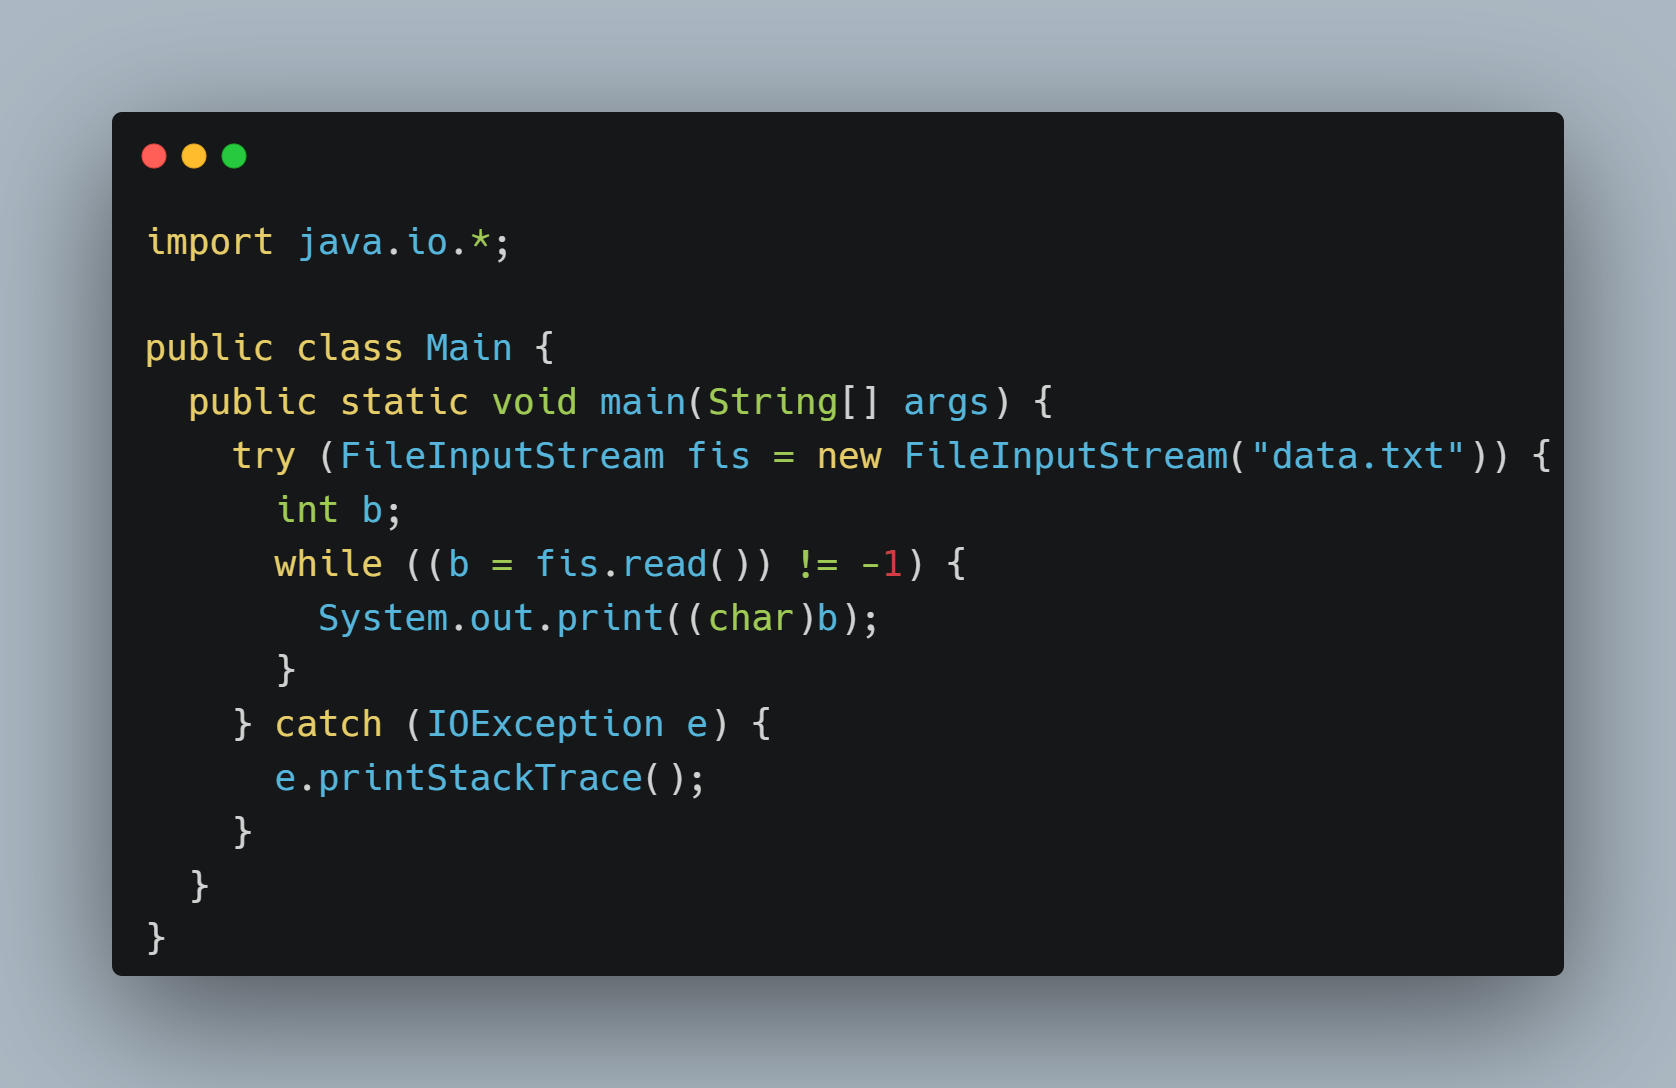 import java.io.*;

public class Main {
  public static void main(String[] args) {
    try (FileInputStream fis = new FileInputStream("data.txt")) {
      int b;
      while ((b = fis.read()) != -1) {
        System.out.print((char)b);
      }
    } catch (IOException e) {
      e.printStackTrace();
    }
  }
}